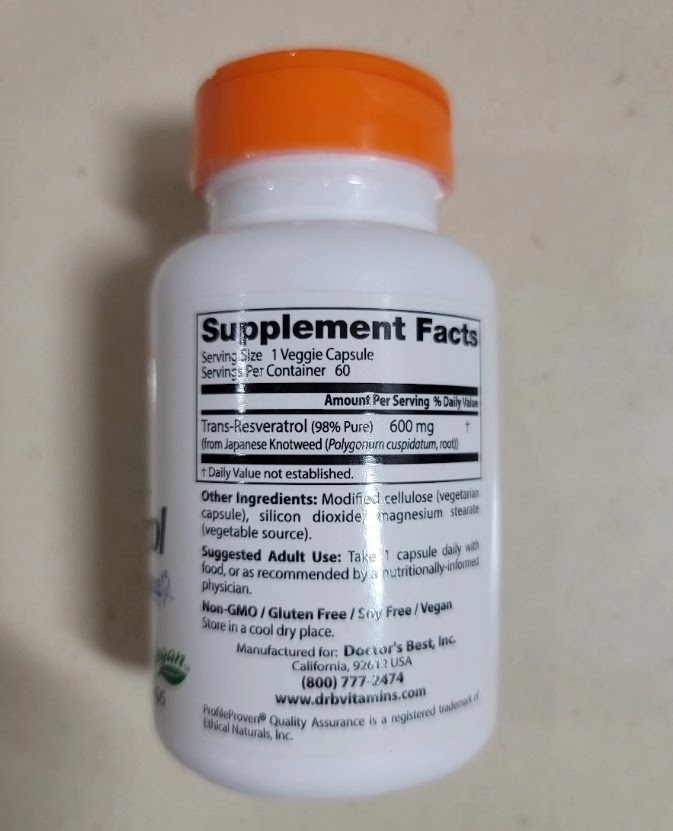 Supplement Facts
Serving Size 1 Veggie Capsule
Servings Per Container 60
Amount Per Serving % Daily Value
Trans-Resveratrol (98% Pure) 600 mg †
(from Japanese Knotweed (Polygonum cuspidatum, root))
† Daily Value not established.
Other Ingredients: Modified cellulose (vegetarian
capsule), silicon dioxide, magnesium stearate
(vegetable source).
Suggested Adult Use: Take 1 capsule daily with
food, or as recommended by a nutritionally-informed
physician.
Non-GMO / Gluten Free / Soy Free / Vegan
Store in a cool dry place.
Manufactured for: Doctor's Best, Inc.
California, 92612 USA
(800) 777-2474
www.drbvitamins.com
ProfileProven® Quality Assurance is a registered trademark of
Ethical Naturals, Inc.
ol
egan